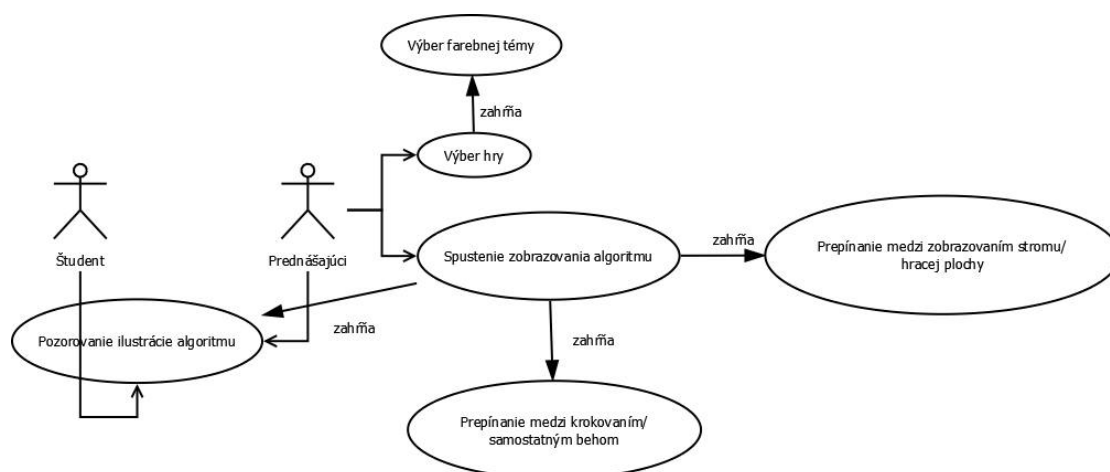 Výber farebnej témy
zahŕňa
Výber hry
Študent
Prednášajúci
Spustenie zobrazovania algoritmu
zahŕňa
Prepínanie medzi zobrazovaním stromu/
hracej plochy
Pozorovanie ilustrácie algoritmu
zahŕňa
zahŕňa
Prepínanie medzi krokovaním/
samostatným behom